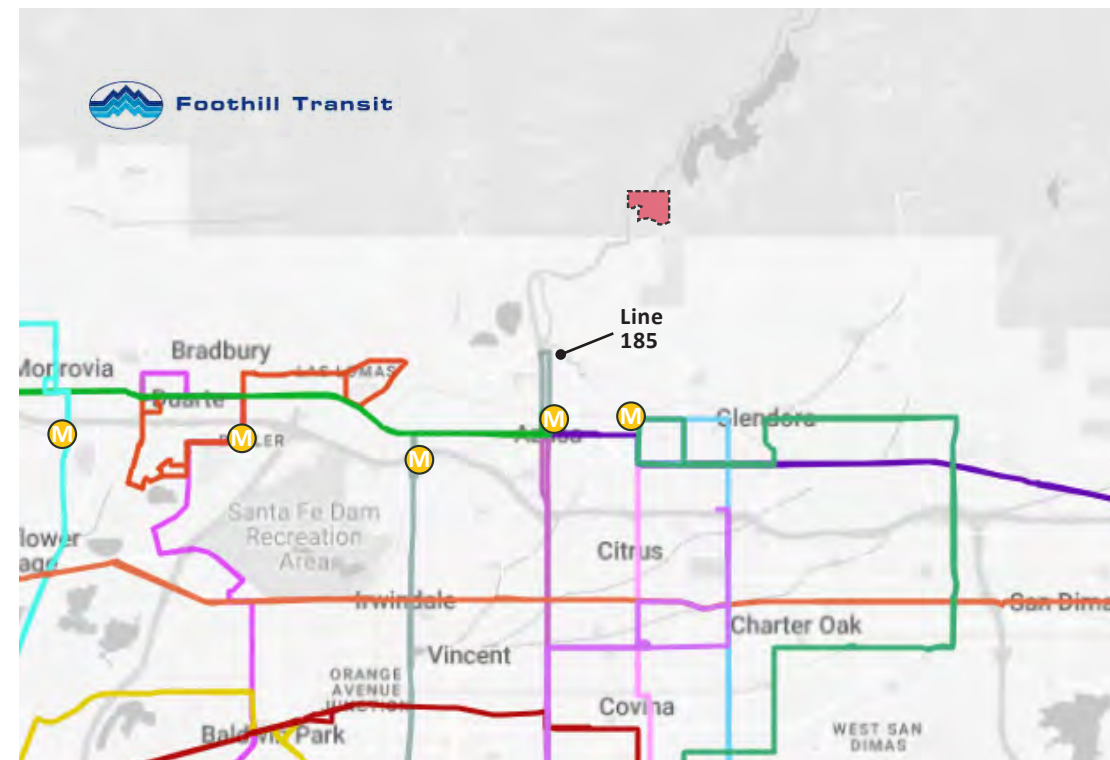 Foothill Transit
Line
185
Bradbury
Monrovia
LAS LOMAS
Duarte
M
M
M
M
M
Glendora
Azusa
Santa Fe Dam
Recreation
Area
Citrus
Irwindale
San Dima
Charter Oak
Vincent
ORANGE
AVENUE
JUNCTION
Covina
WEST SAN
DIMAS
Baldwin Park